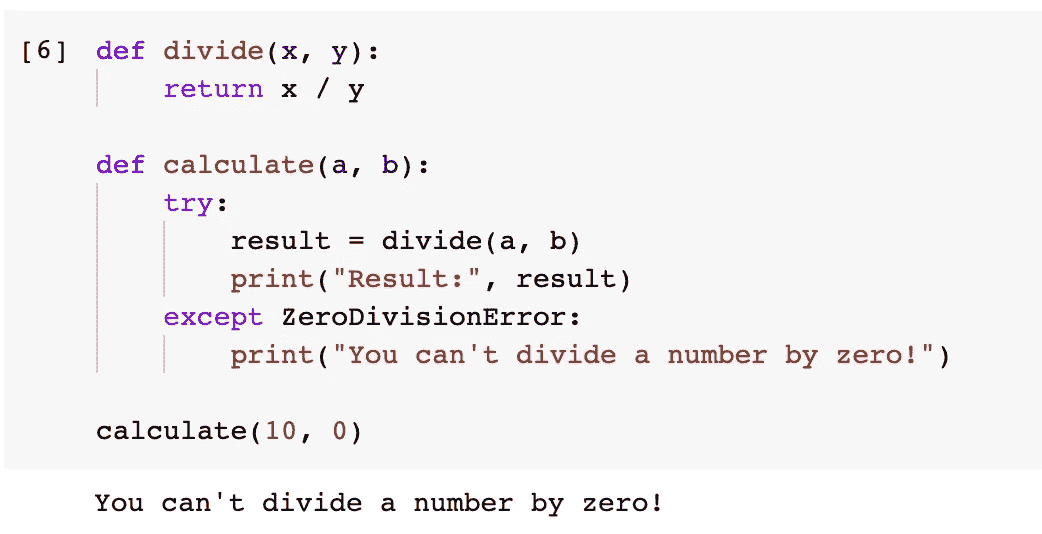 [6] def divide(x, y):
        return x / y

    def calculate(a, b):
        try:
            result = divide(a, b)
            print("Result:", result)
        except ZeroDivisionError:
            print("You can't divide a number by zero!")

    calculate(10, 0)

    You can't divide a number by zero!